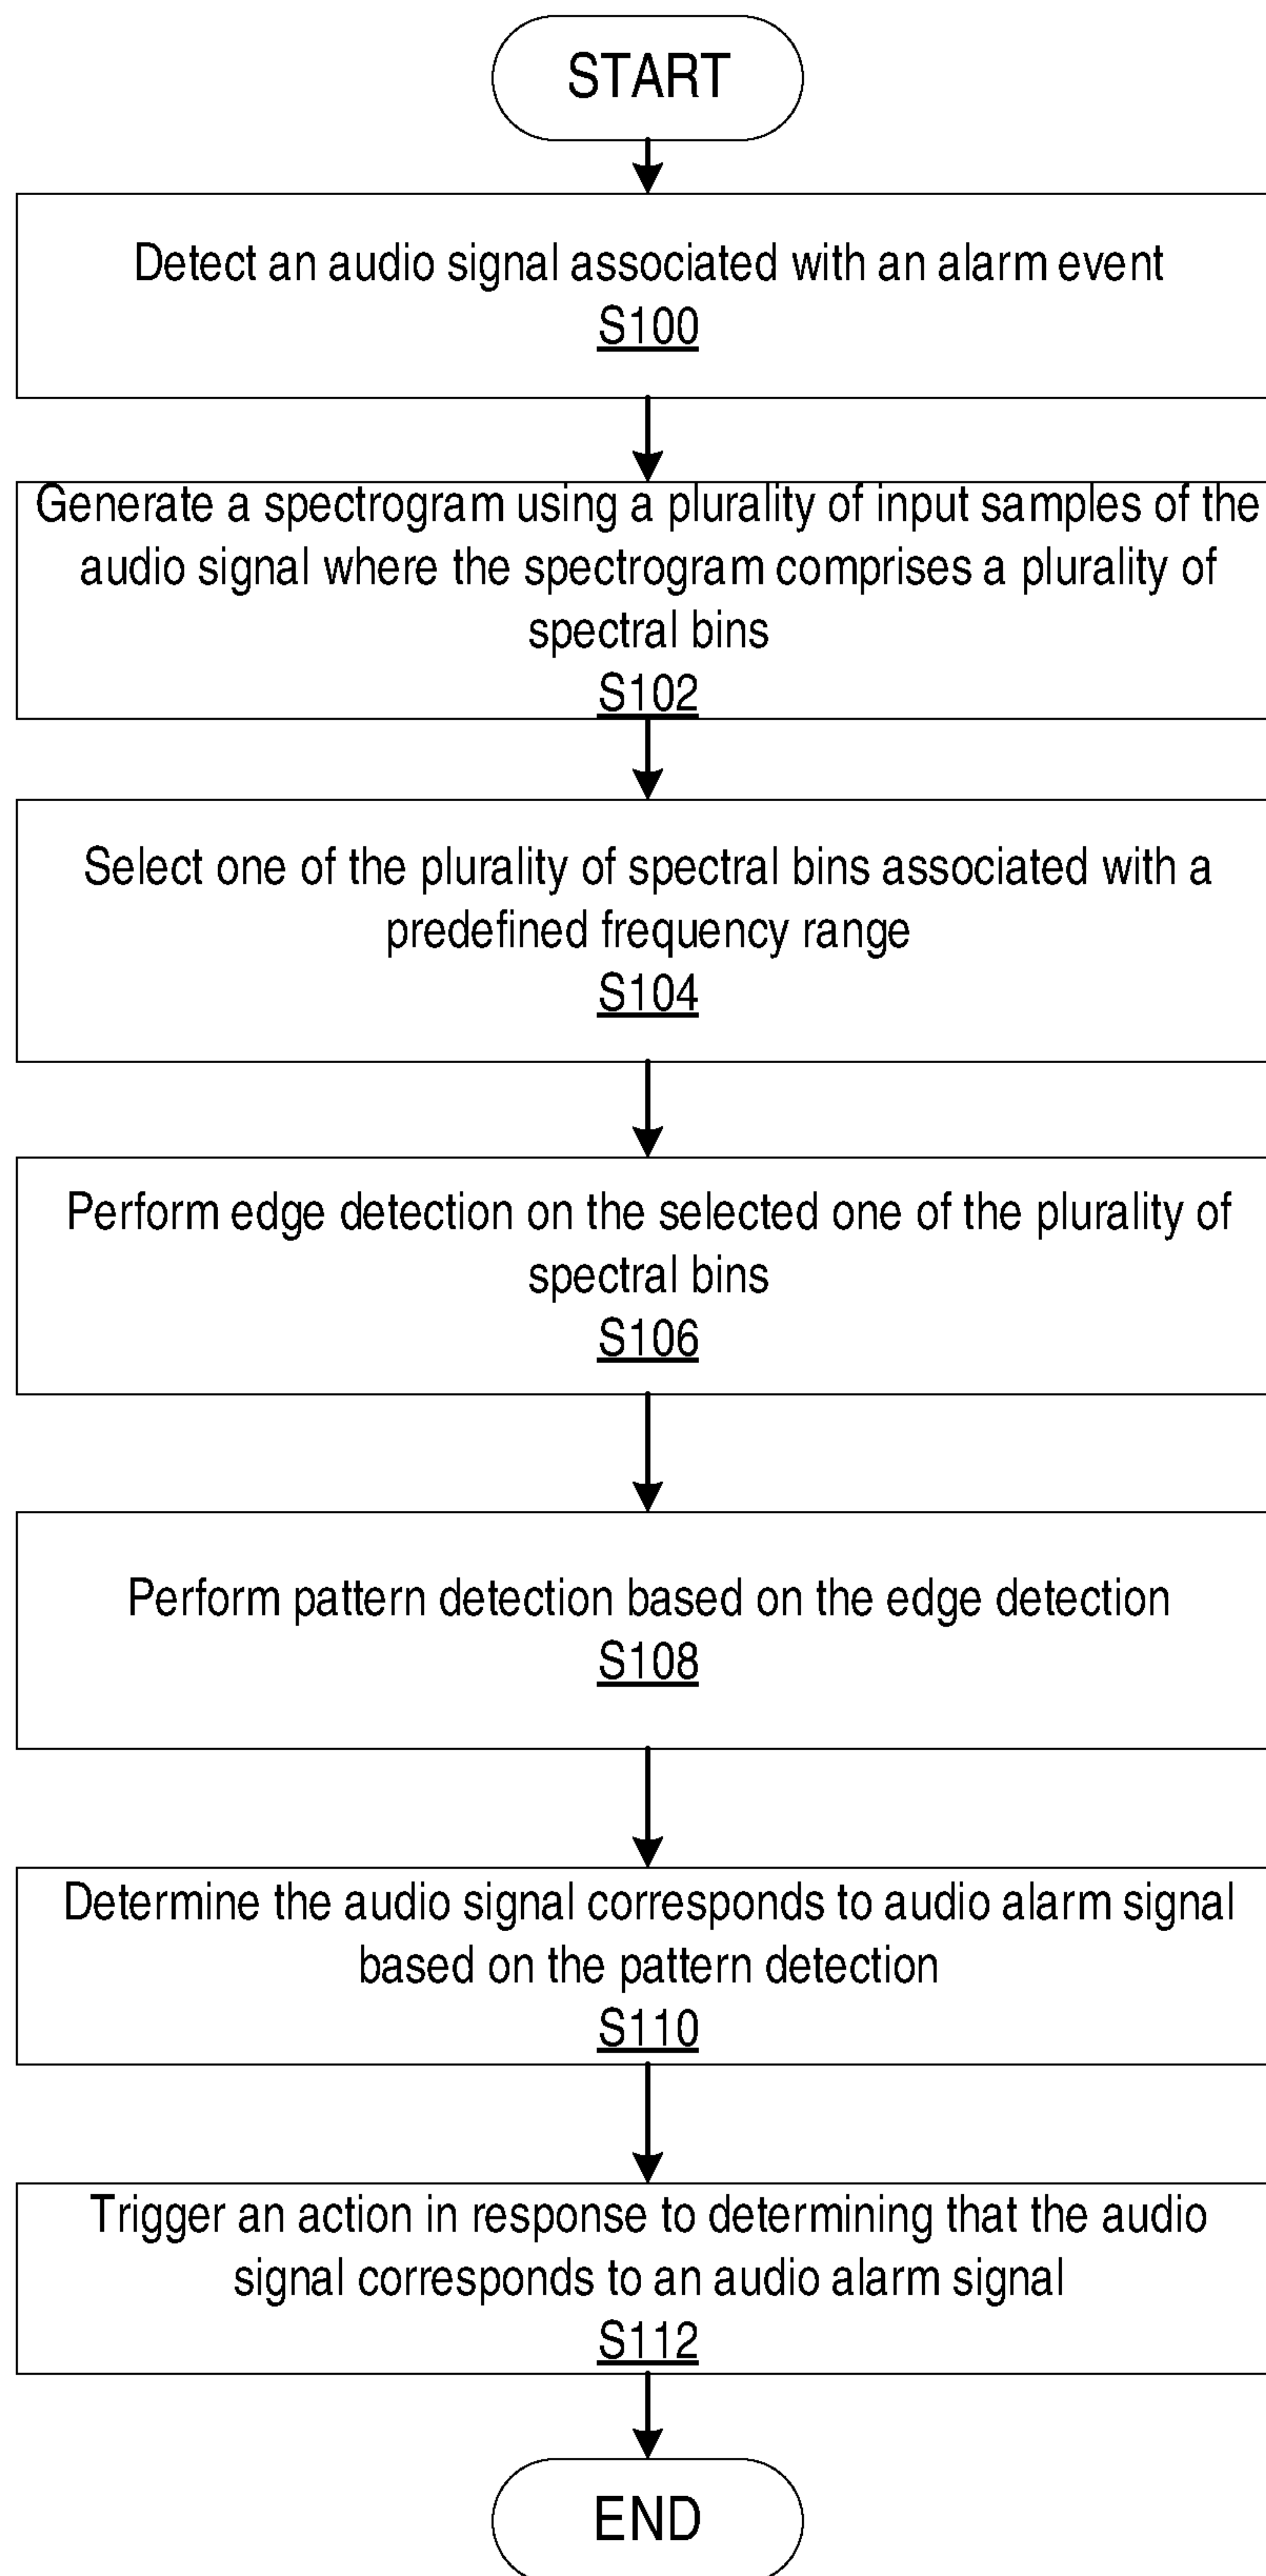 START
Detect an audio signal associated with an alarm event
S100
Generate a spectrogram using a plurality of input samples of the
audio signal where the spectrogram comprises a plurality of
spectral bins
S102
Select one of the plurality of spectral bins associated with a
predefined frequency range
S104
Perform edge detection on the selected one of the plurality of
spectral bins
S106
Perform pattern detection based on the edge detection
S108
Determine the audio signal corresponds to audio alarm signal
based on the pattern detection
S110
Trigger an action in response to determining that the audio
signal corresponds to an audio alarm signal
S112
END